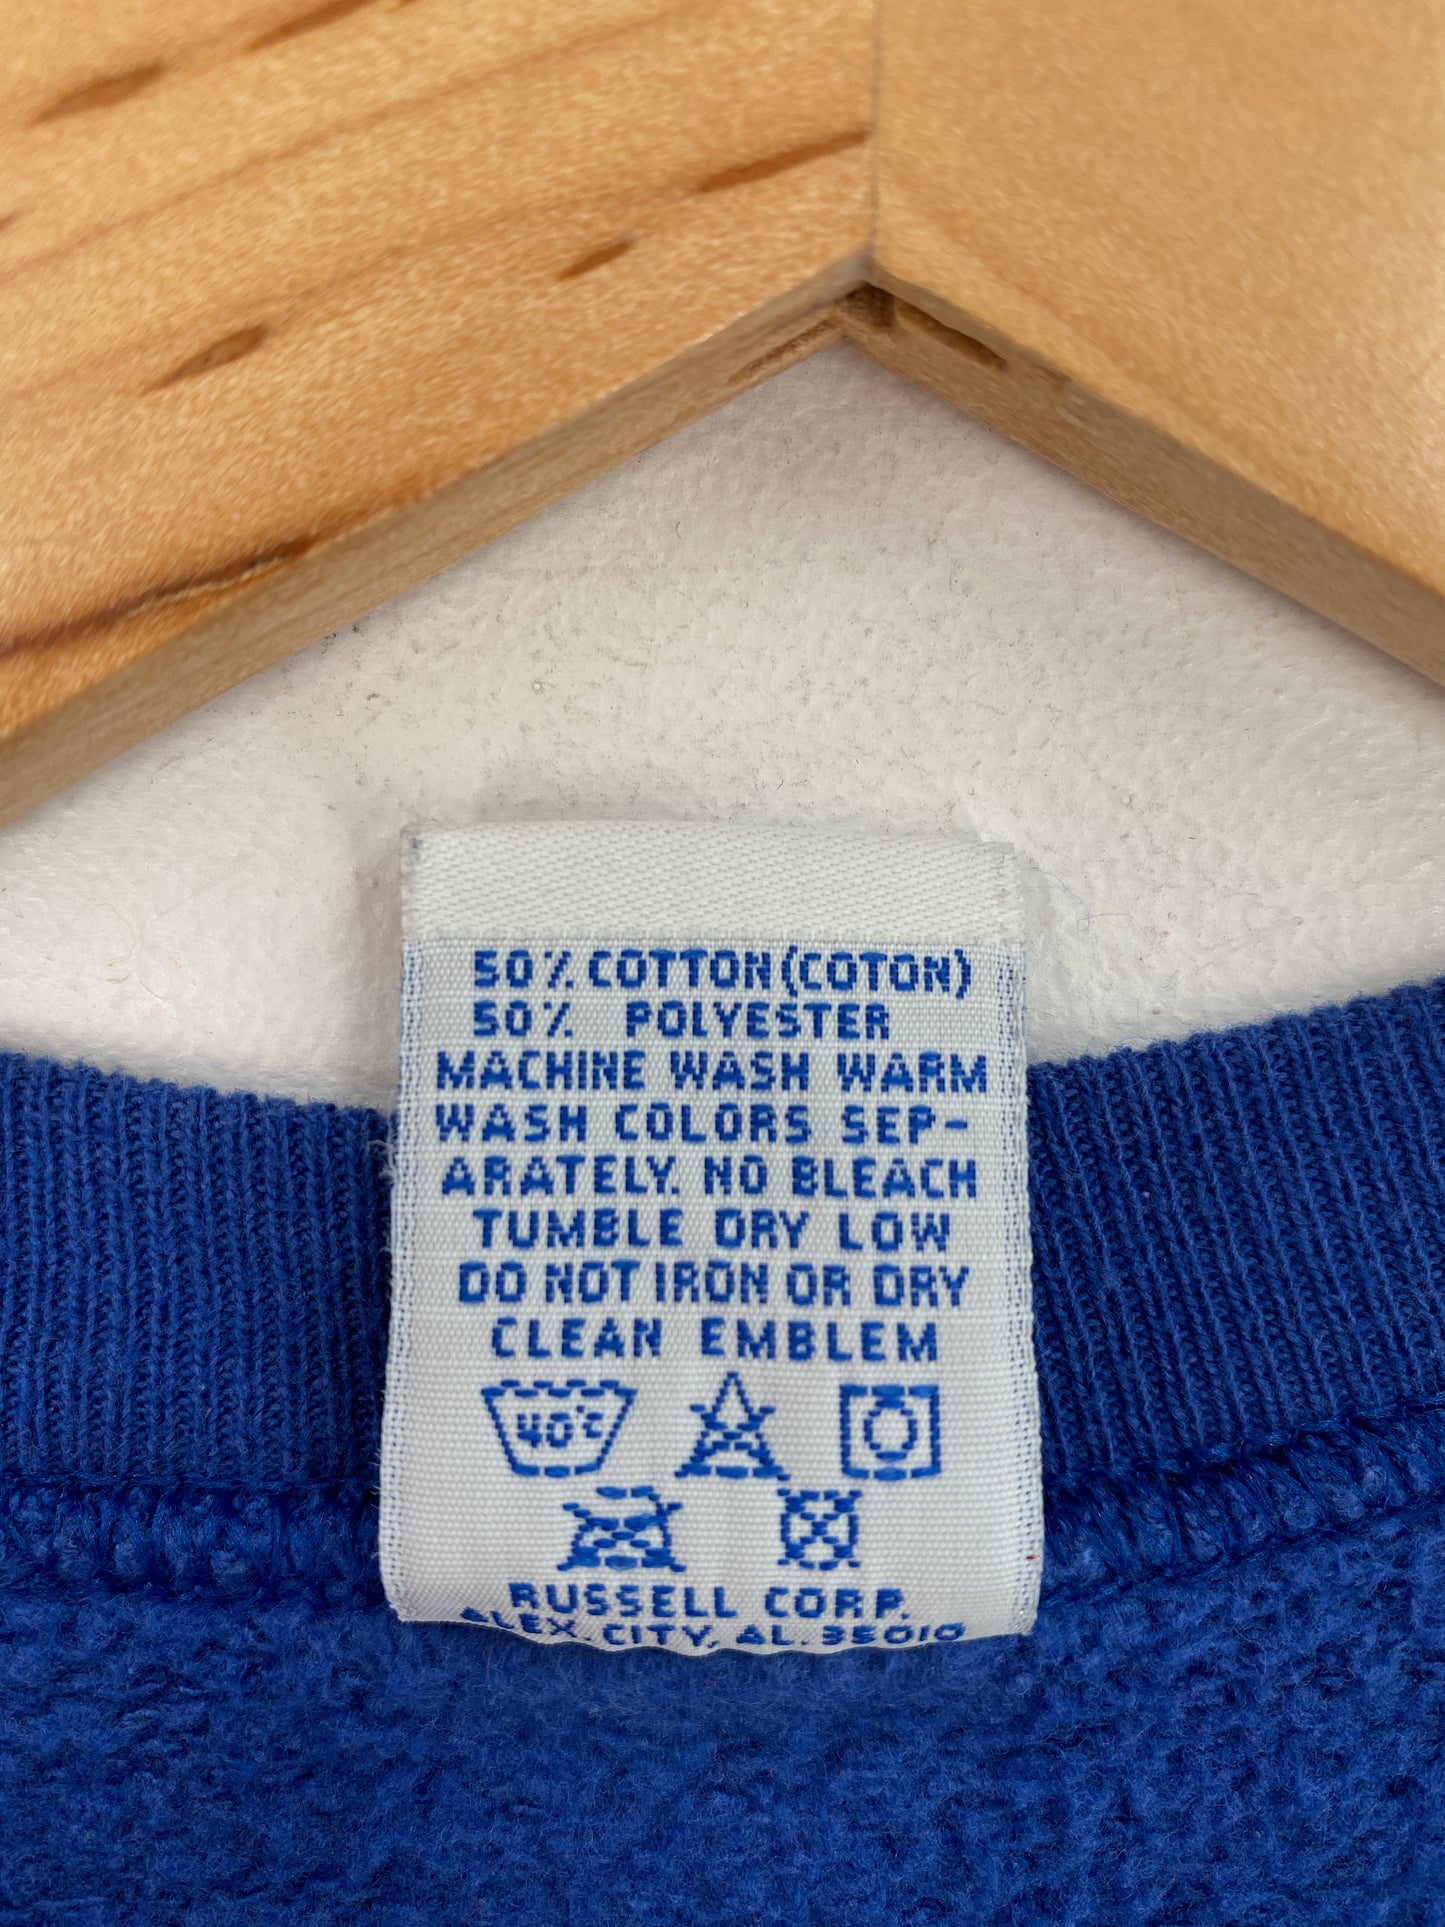 50% COTTON (COTON)
50% POLYESTER
MACHINE WASH WARM
WASH COLORS SEP-
ARATELY. NO BLEACH
TUMBLE DRY LOW
DO NOT IRON OR DRY
CLEAN EMBLEM
40°C
RUSSELL CORP.
ALEX. CITY, AL. 35010